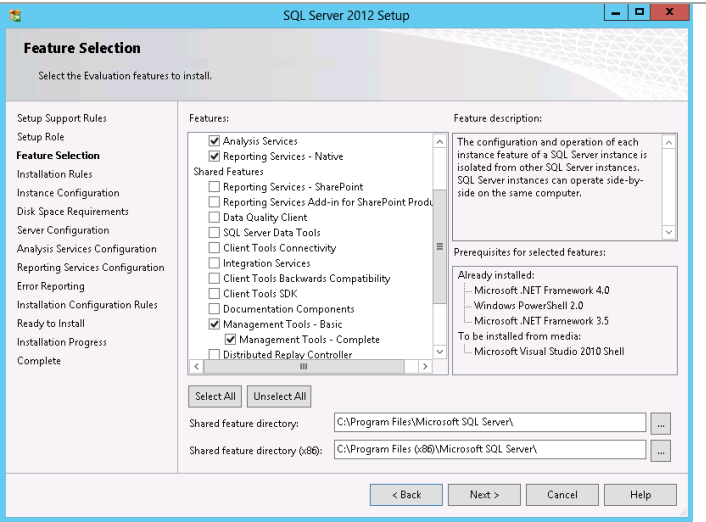 SQL Server 2012 Setup
Feature Selection
Select the Evaluation features to install.
Setup Support Rules
Setup Role
Feature Selection
Installation Rules
Instance Configuration
Disk Space Requirements
Server Configuration
Analysis Services Configuration
Reporting Services Configuration
Error Reporting
Installation Configuration Rules
Ready to Install
Installation Progress
Complete
Features:
Analysis Services
Reporting Services - Native
Shared Features
Reporting Services - SharePoint
Reporting Services Add-in for SharePoint Produ
Data Quality Client
SQL Server Data Tools
Client Tools Connectivity
Integration Services
Client Tools Backwards Compatibility
Client Tools SDK
Documentation Components
Management Tools - Basic
Management Tools - Complete
Distributed Replay Controller
Feature description:
The configuration and operation of each
instance feature of a SQL Server instance is
isolated from other SQL Server instances.
SQL Server instances can operate side-by-
side on the same computer.
Prerequisites for selected features:
Already installed:
Microsoft .NET Framework 4.0
Windows PowerShell 2.0
Microsoft .NET Framework 3.5
To be installed from media:
Microsoft Visual Studio 2010 Shell
Select All
Unselect All
Shared feature directory:
C:\Program Files\Microsoft SQL Server\
...
Shared feature directory (x86):
C:\Program Files (x86)\Microsoft SQL Server\
...
< Back
Next >
Cancel
Help